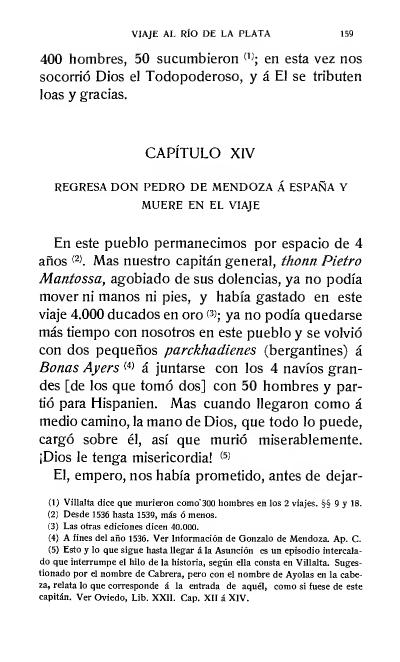 VIAJE AL RÍO DE LA PLATA 159
400 hombres, 50 sucumbieron (1); en esta vez nos
socorrió Dios el Todopoderoso, y á El se tributen
loas y gracias.
CAPÍTULO XIV
REGRESA DON PEDRO DE MENDOZA Á ESPAÑA Y
MUERE EN EL VIAJE
En este pueblo permanecimos por espacio de 4
años (2). Mas nuestro capitán general, thonn Pietro
Mantossa, agobiado de sus dolencias, ya no podía
mover ni manos ni pies, y había gastado en este
viaje 4.000 ducados en oro (3); ya no podía quedarse
más tiempo con nosotros en este pueblo y se volvió
con dos pequeños parckhadienes (bergantines) á
Bonas Ayers (4) á juntarse con los 4 navíos gran-
des [de los que tomó dos] con 50 hombres y par-
tió para Hispanien. Mas cuando llegaron como á
medio camino, la mano de Dios, que todo lo puede,
cargó sobre él, así que murió miserablemente.
¡Dios le tenga misericordia! (5)
El, empero, nos había prometido, antes de dejar-
(1) Villalta dice que murieron como 300 hombres en los 2 viajes. §§ 9 y 18.
(2) Desde 1536 hasta 1539, más ó menos.
(3) Las otras ediciones dicen 40.000.
(4) A fines del año 1536. Ver Información de Gonzalo de Mendoza. Ap. C.
(5) Esto y lo que sigue hasta llegar á la Asunción es un episodio intercala-
do que interrumpe el hilo de la historia, según ella consta en Villalta. Suges-
tionado por el nombre de Cabrera, pero con el nombre de Ayolas en la cabe-
za, relata lo que corresponde á la entrada de aquél, como si fuese de este
capitán. Ver Oviedo, Lib. XXII. Cap. XII á XIV.